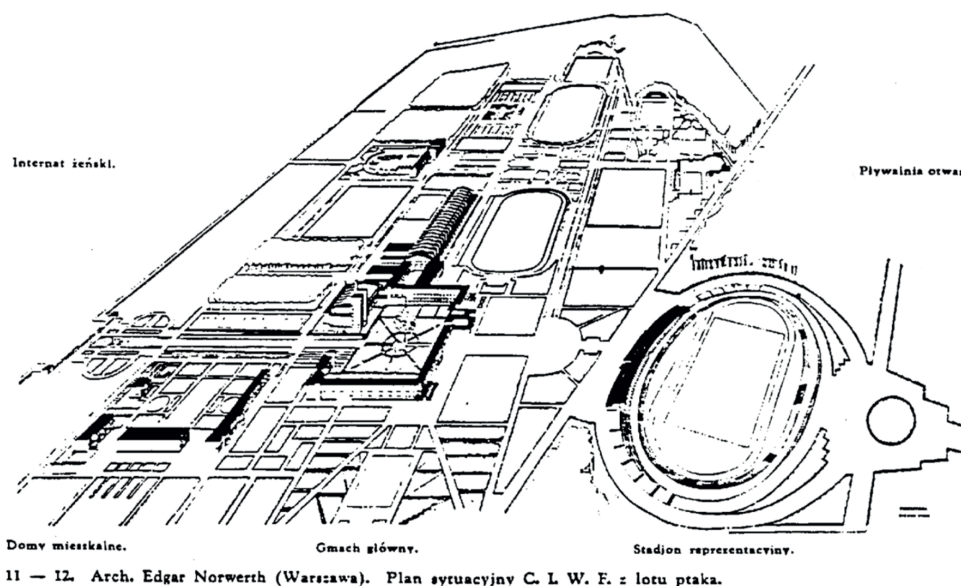 Internat żeński.
Pływalnia otwar
Domy mieszkalne.
Gmach główny.
Stadjon reprezentacyjny.
11 — 12. Arch. Edgar Norwerth (Warszawa). Plan sytuacyjny C. I. W. F. z lotu ptaka.